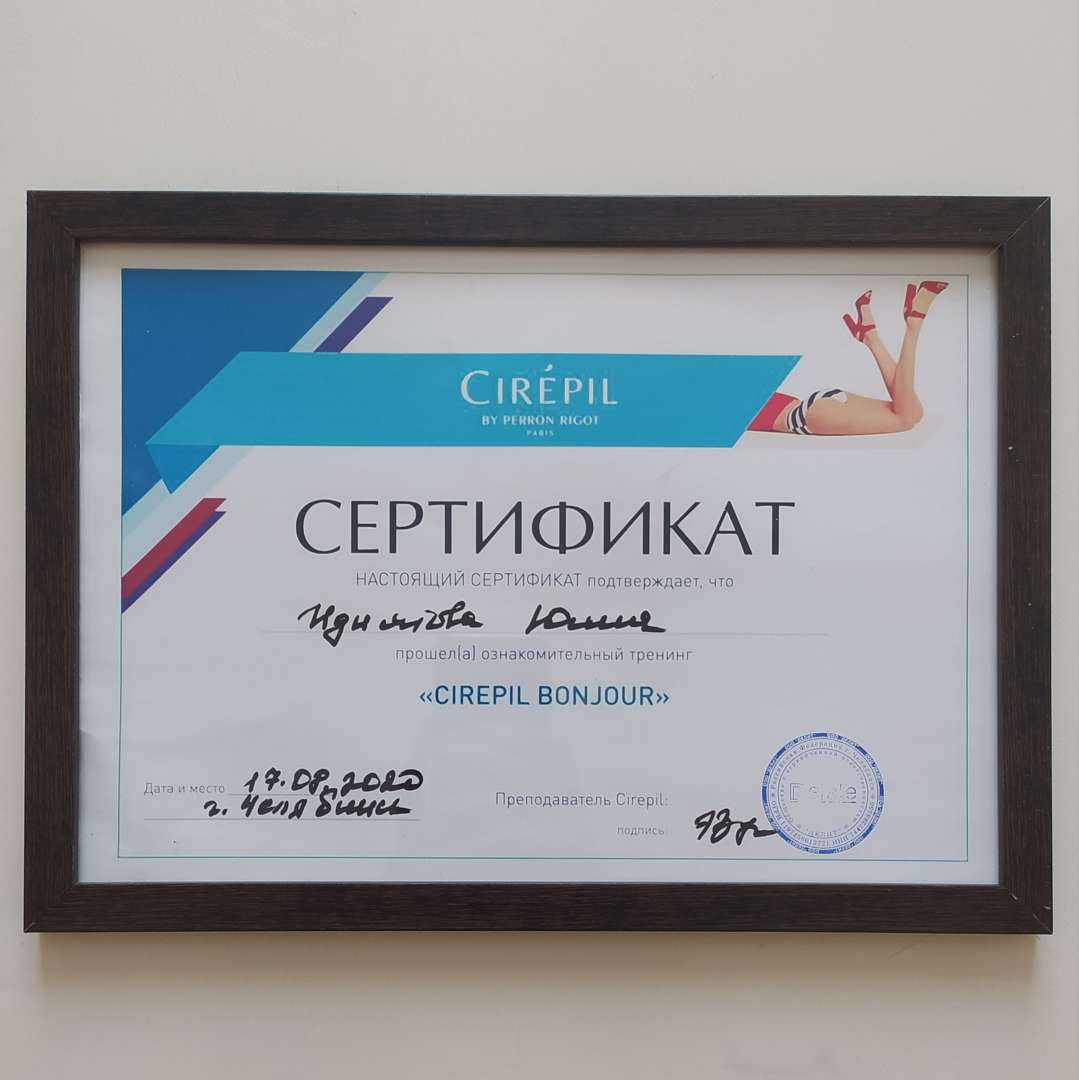 CIRÉPIL
BY PERRON RIGOT
PARIS
СЕРТИФИКАТ
НАСТОЯЩИЙ СЕРТИФИКАТ подтверждает, что
Юлия
прошел(а) ознакомительный тренинг
«CIREPIL BONJOUR»
Дата и место 17.08.2020
г. Челябинск
Преподаватель Cirepil:
подпись: